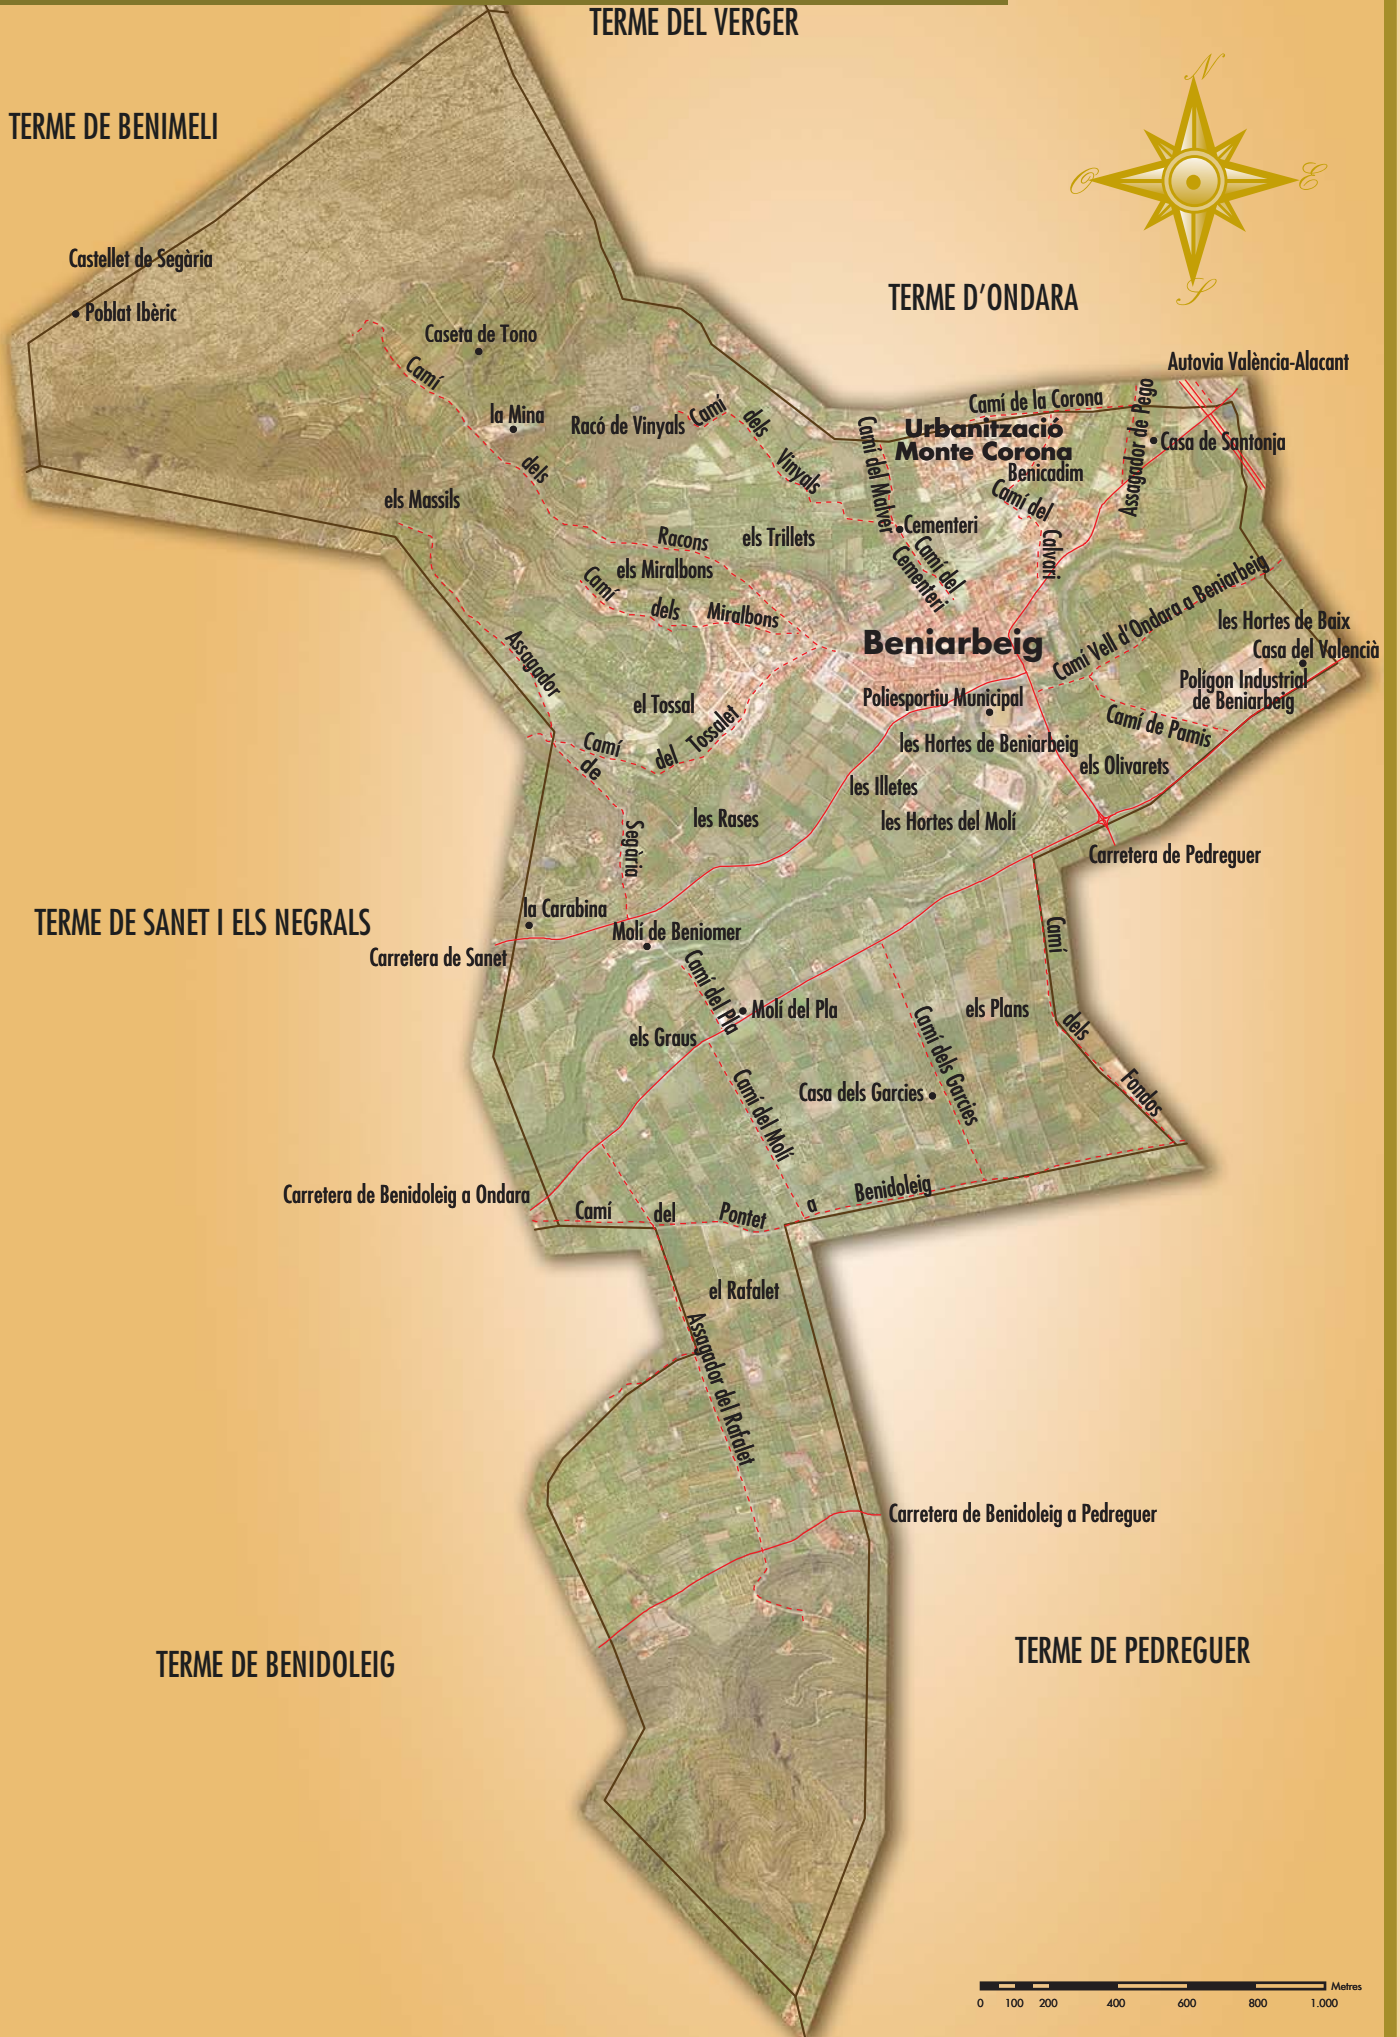 TERME DEL VERGER
N
TERME DE BENIMELI
O
E
Castellet de Segària
S
TERME D'ONDARA
Poblat Ibèric
Caseta de Tono
Autovia València-Alacant
Camí dels Racons
Camí de la Corona
Assagador de Pego
la Mina
Racó de Vinyals
Camí dels Vinyals
Camí del Malver
Urbanització
Monte Corona
Casa de Santonja
Benicadim
els Massils
Camí del Calvari
Cementeri
els Trillets
Camí del
Cementeri
els Miralbons
Camí dels Miralbons
Camí Vell d'Ondara a Beniarbeig
les Hortes de Baix
Beniarbeig
Casa del Valencià
Assagador de Segària
Polígon Industrial
de Beniarbeig
el Tossal
Poliesportiu Municipal
Camí del Tossalet
Camí de Pamis
les Hortes de Beniarbeig
els Olivarets
les Illetes
les Rases
les Hortes del Molí
Carretera de Pedreguer
la Carabina
TERME DE SANET I ELS NEGRALS
Molí de Beniomer
Carretera de Sanet
Camí dels Fondos
Camí del Pla
Molí del Pla
els Plans
els Graus
Camí dels Garcies
Casa dels Garcies
Camí del Molí
Carretera de Benidoleig a Ondara
Camí del Pontet a Benidoleig
el Rafalet
Assagador del Rafalet
Carretera de Benidoleig a Pedreguer
TERME DE BENIDOLEIG
TERME DE PEDREGUER
Metres
0 100 200 400 600 800 1.000